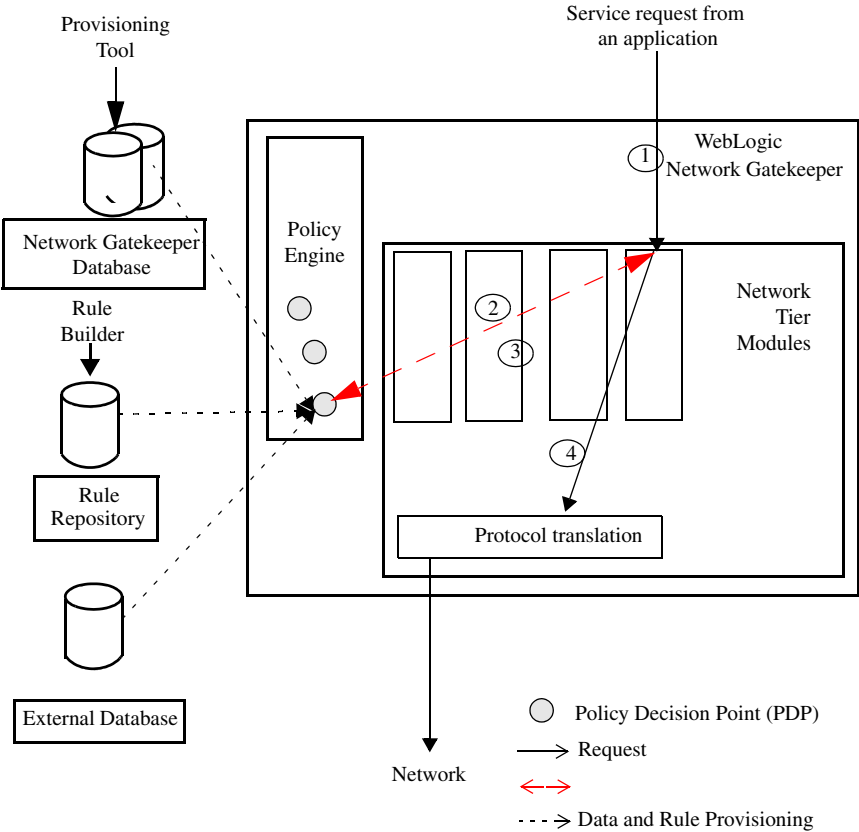 Provisioning
Tool
Service request from
an application
WebLogic
Network Gatekeeper
1
Policy
Engine
Network Gatekeeper
Database
Rule
Builder
Network
Tier
Modules
2
3
4
Rule
Repository
Protocol translation
External Database
Network
Policy Decision Point (PDP)
Request
Data and Rule Provisioning